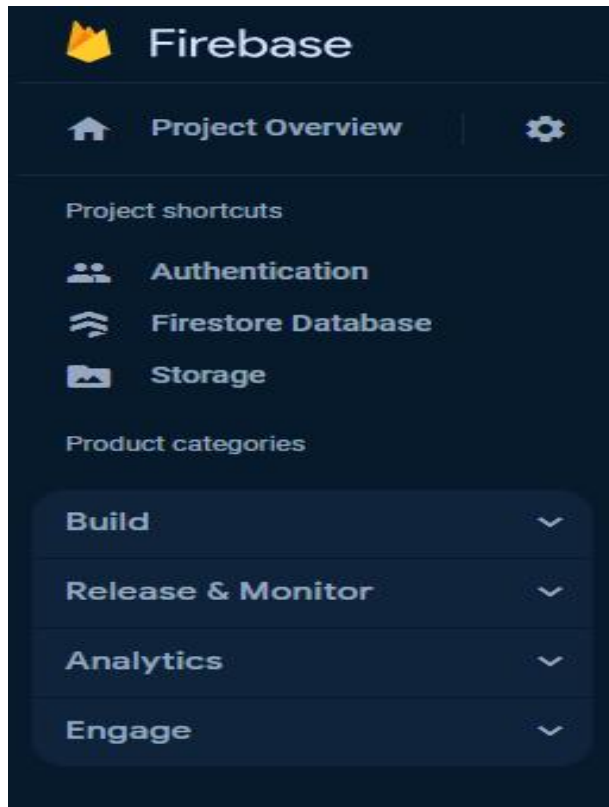 Firebase
Project Overview
Project shortcuts
Authentication
Firestore Database
Storage
Product categories
Build
Release & Monitor
Analytics
Engage